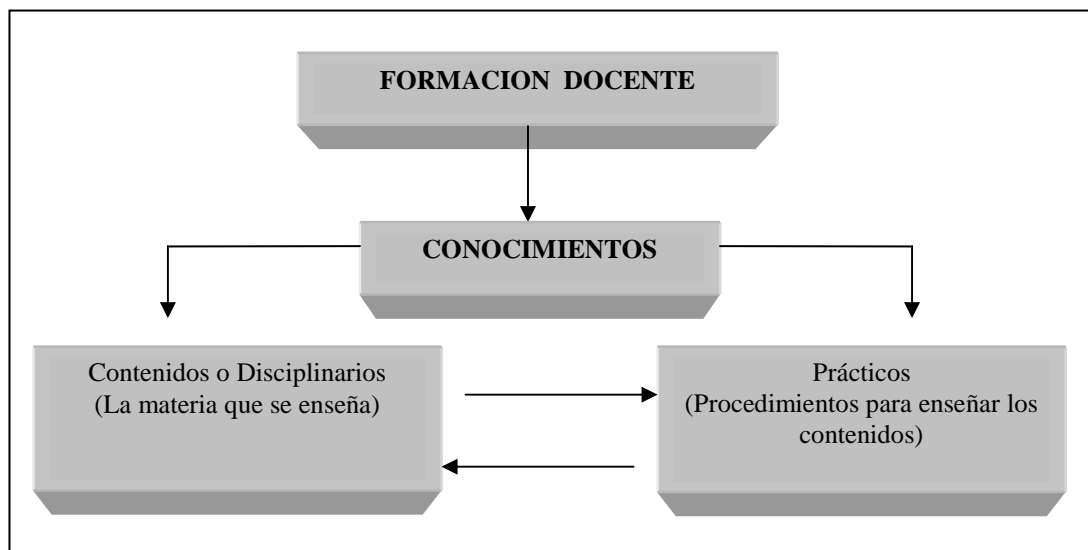 FORMACION DOCENTE
CONOCIMIENTOS
Contenidos o Disciplinarios
(La materia que se enseña)
Prácticos
(Procedimientos para enseñar los
contenidos)